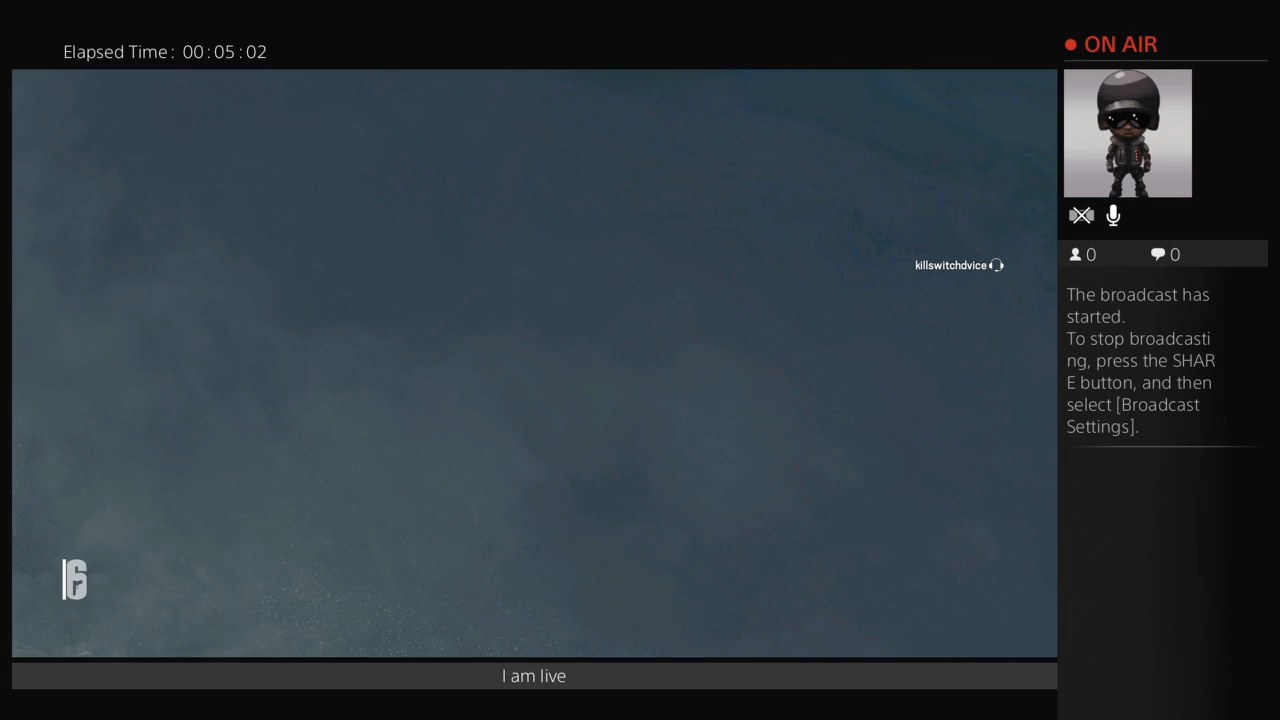 Elapsed Time: 00:05:02
ON AIR
killswitchdvice
0 0
The broadcast has
started.
To stop broadcasti
ng, press the SHAR
E button, and then
select [Broadcast
Settings].
6
I am live